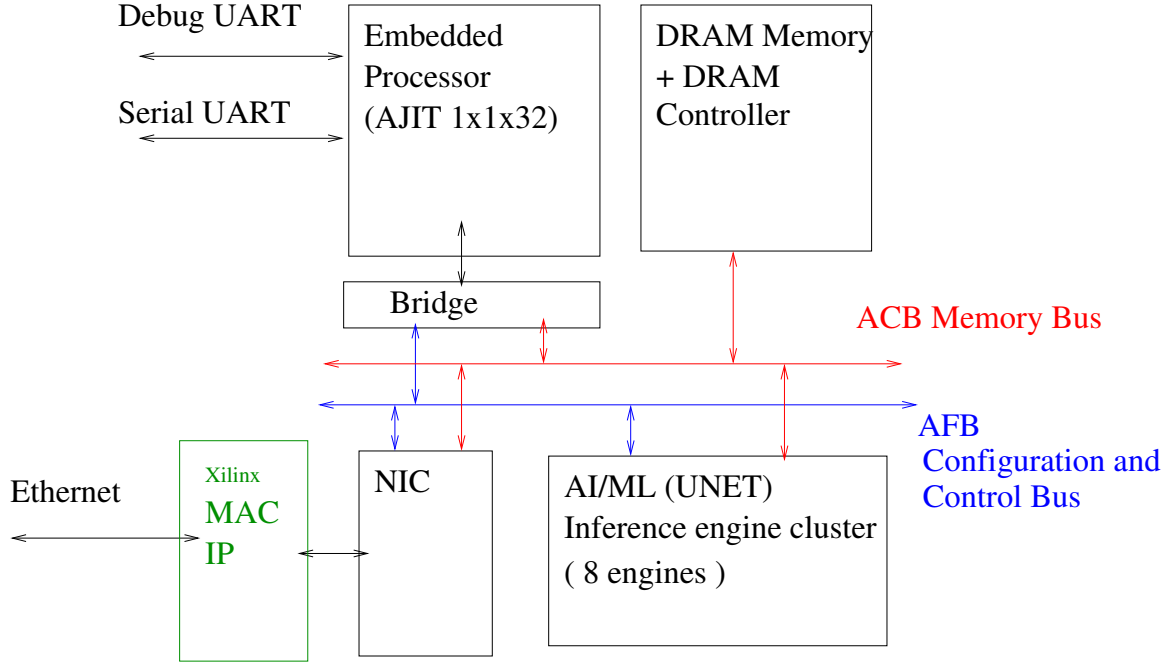 Debug UART
Serial UART
Embedded
Processor
(AJIT 1x1x32)
DRAM Memory
+ DRAM
Controller
Bridge
ACB Memory Bus
AFB
Configuration and
Control Bus
Ethernet
Xilinx
MAC
IP
NIC
AI/ML (UNET)
Inference engine cluster
( 8 engines )